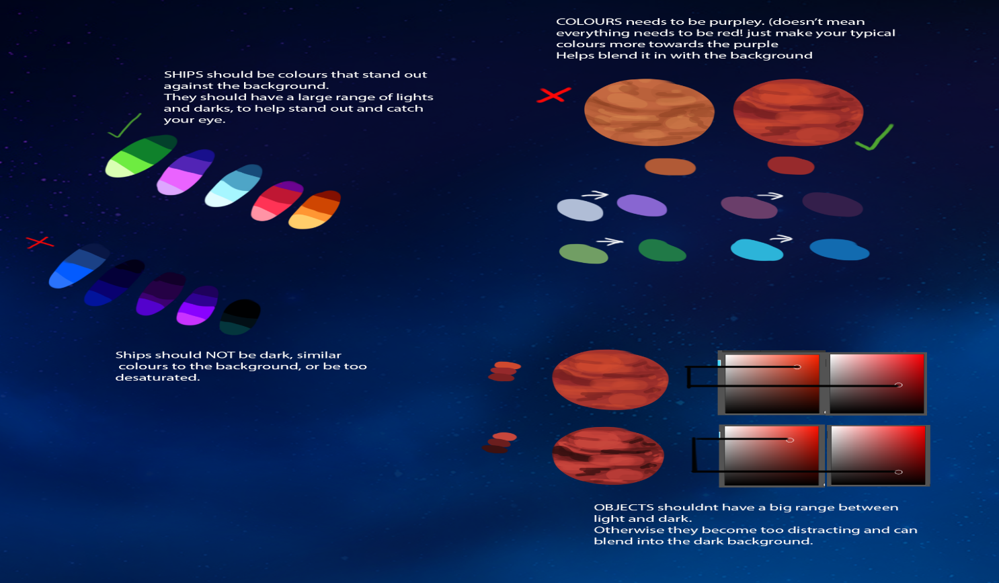 SHIPS should be colours that stand out
against the background.
They should have a large range of lights
and darks, to help stand out and catch
your eye.
Ships should NOT be dark, similar
colours to the background, or be too
desaturated.
COLOURS needs to be purpley. (doesn't mean
everything needs to be red! just make your typical
colours more towards the purple
Helps blend it in with the background
OBJECTS shouldnt have a big range between
light and dark.
Otherwise they become too distracting and can
blend into the dark background.